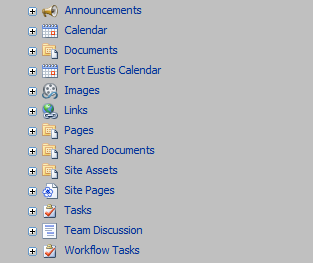 Announcements
Calendar
Documents
Fort Eustis Calendar
Images
Links
Pages
Shared Documents
Site Assets
Site Pages
Tasks
Team Discussion
Workflow Tasks